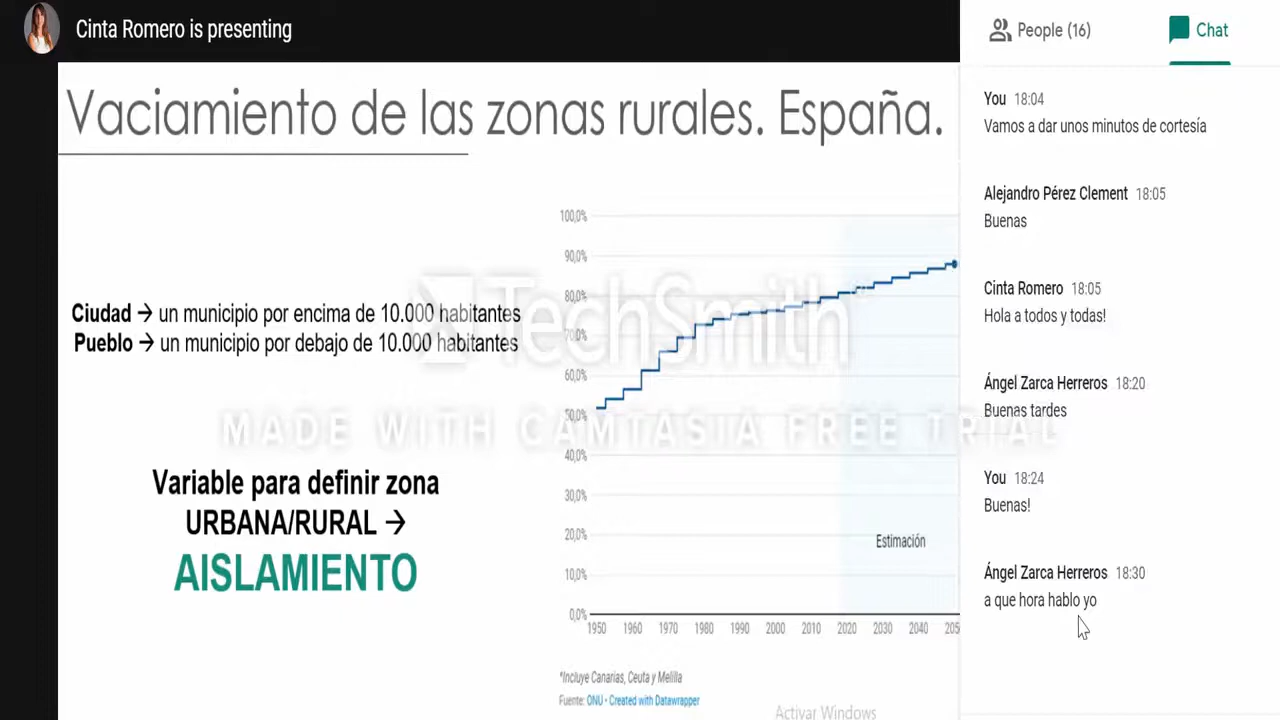 Cinta Romero is presenting
People (16)
Chat
Vaciamiento de las zonas rurales. España.
Ciudad → un municipio por encima de 10.000 habitantes
Pueblo → un municipio por debajo de 10.000 habitantes
Variable para definir zona
URBANA/RURAL →
AISLAMIENTO
100,0%
90,0%
80,0%
70,0%
60,0%
50,0%
40,0%
30,0%
20,0%
10,0%
0,0%
Estimación
1950 1960 1970 1980 1990 2000 2010 2020 2030 2040 205
*Incluye Canarias, Ceuta y Melilla
Fuente: ONU • Created with Datawrapper
TechSmith
MADE WITH CAMTASIA FREE TRIAL
Activar Windows
You 18:04
Vamos a dar unos minutos de cortesía
Alejandro Pérez Clement 18:05
Buenas
Cinta Romero 18:05
Hola a todos y todas!
Ángel Zarca Herreros 18:20
Buenas tardes
You 18:24
Buenas!
Ángel Zarca Herreros 18:30
a que hora hablo yo